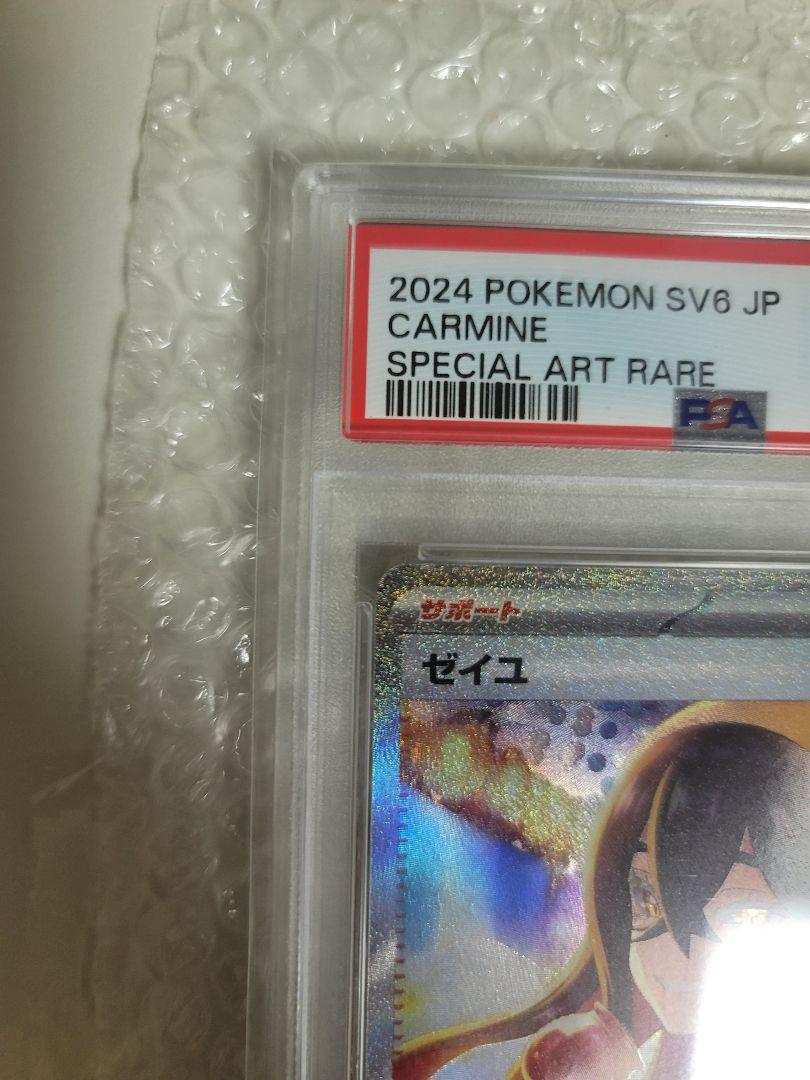 2024 POKEMON SV6 JP
CARMINE
SPECIAL ART RARE
PSA
サポート
ゼイユ